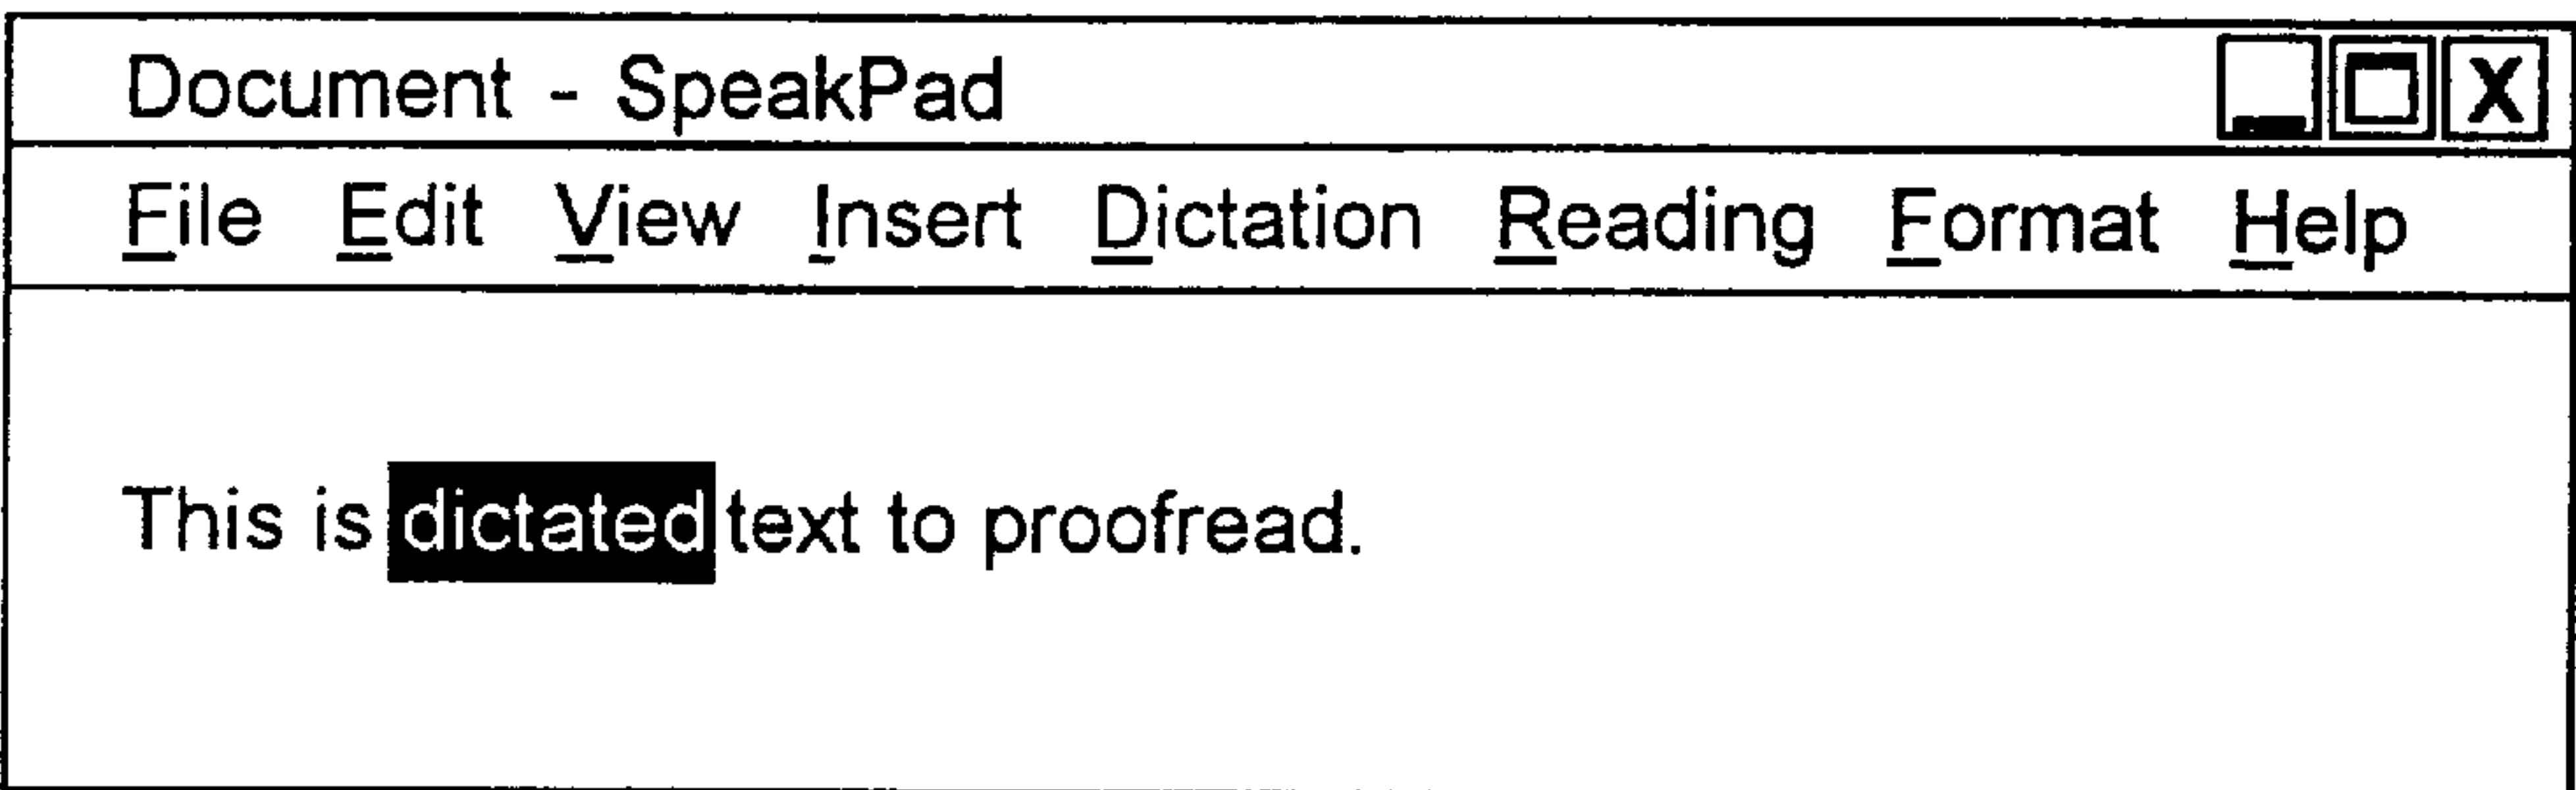 Document - SpeakPad
File Edit View Insert Dictation Reading Format Help
This is dictated text to proofread.